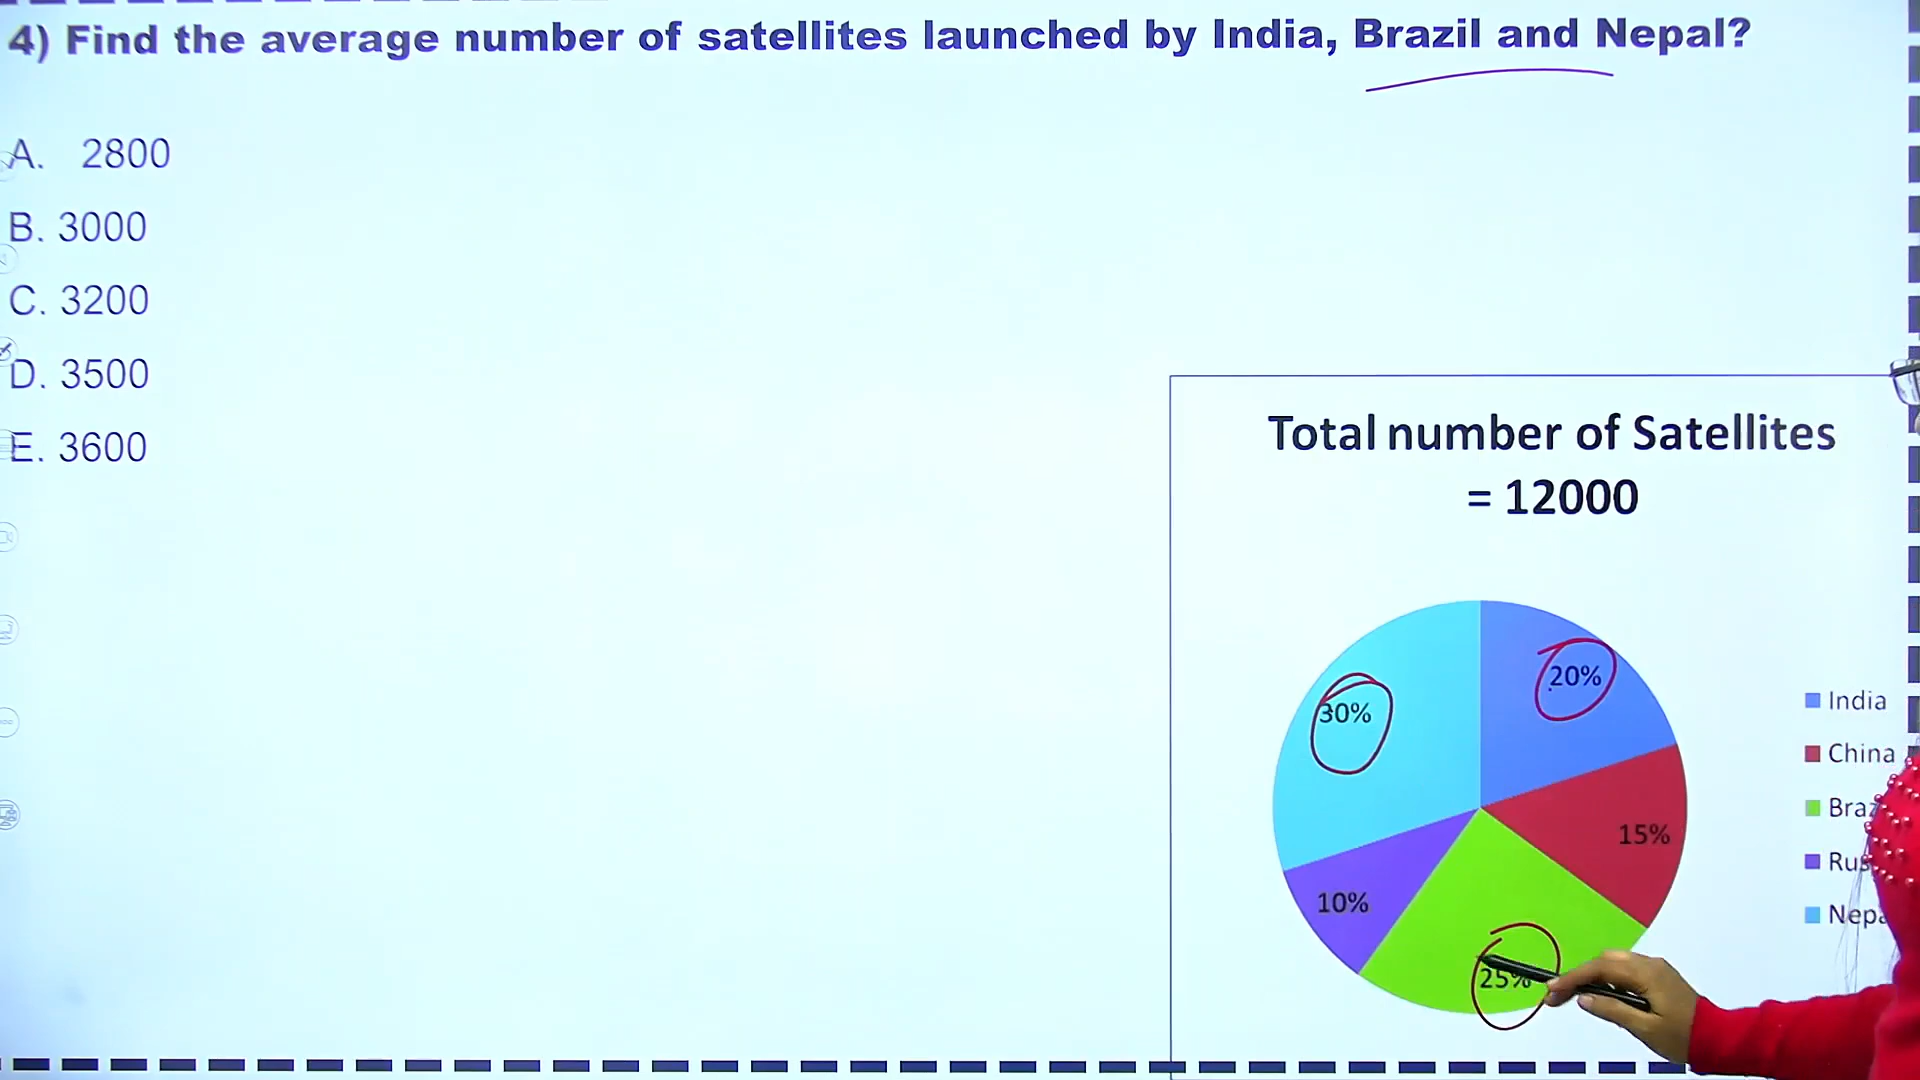 4) Find the average number of satellites launched by India, Brazil and Nepal?
A. 2800
B. 3000
C. 3200
D. 3500
E. 3600
Total number of Satellites
= 12000
20%
30%
15%
10%
25%
India
China